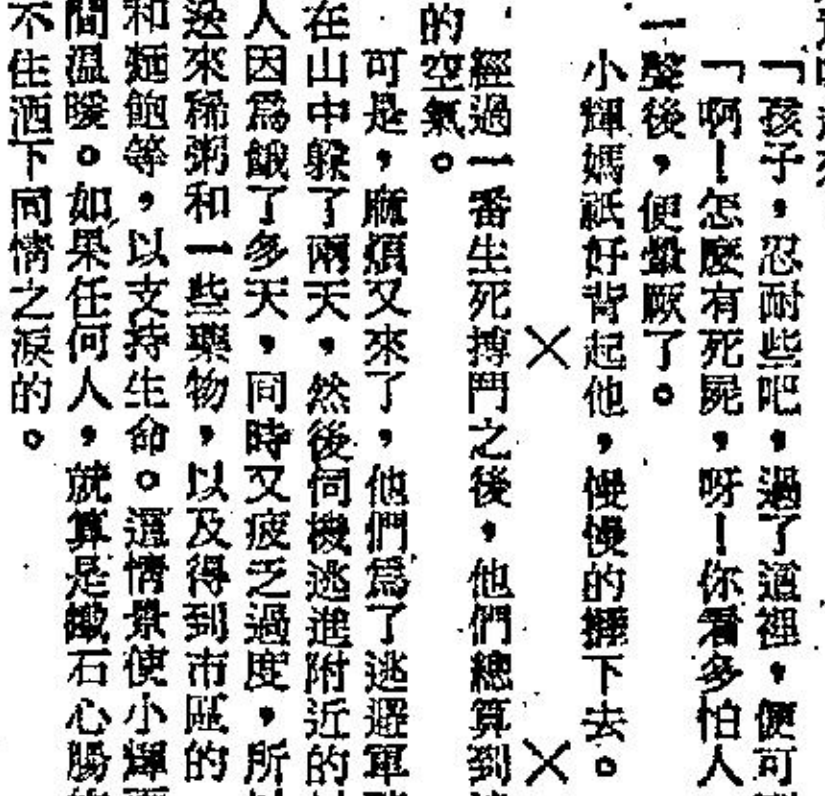 「孩子，忍耐些吧，過了這裡，便可
「啊！怎麼有死屍，呀！你看多怕人
一聲後，便暈厥了。
小輝媽祇好背起他，慢慢的捱下去。
× ×
經過一番生死搏鬥之後，他們總算到
的空氣。
可是，麻煩又來了，他們爲了逃避軍
在山中躱了兩天，然後伺機逃進附近的
人因爲餓了多天，同時又疲乏過度，所
送來稀粥和一些藥物，以及得到市區的
和麵飽等，以支持生命。這情景使小輝
間溫暖。如果任何人，就算是鐵石心腸
不住洒下同情之淚的。